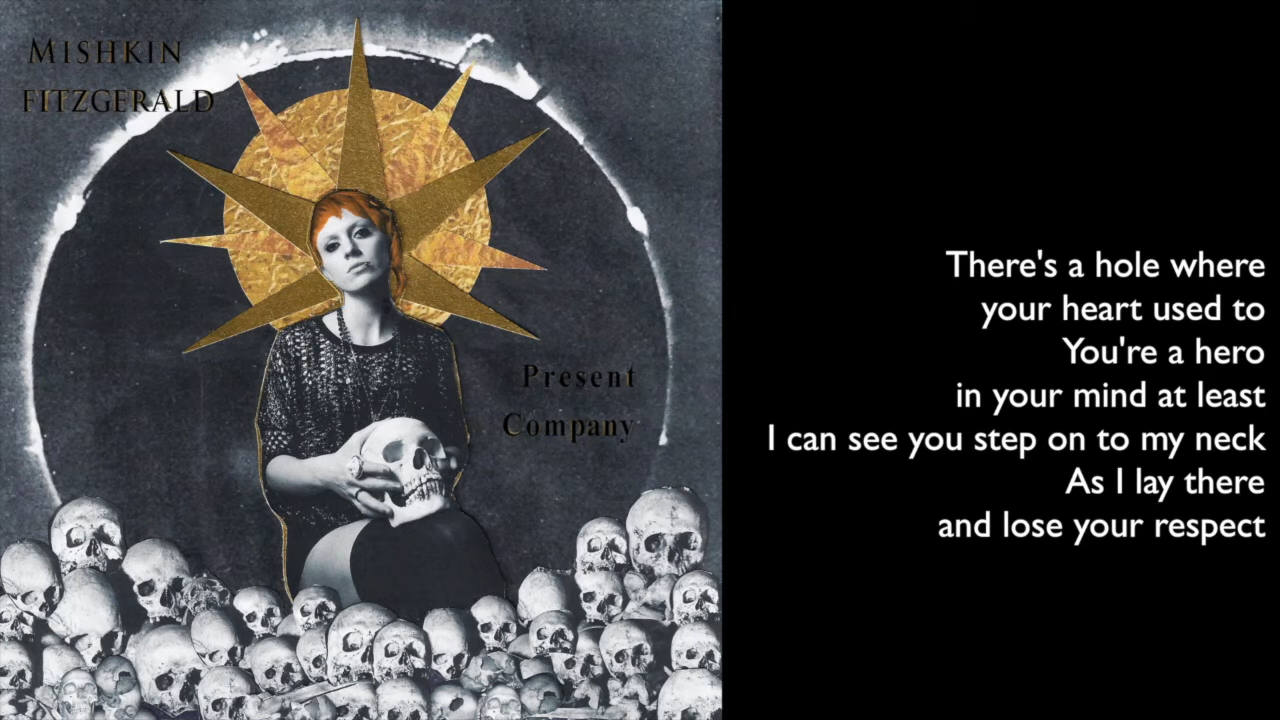 MISHKIN
FITZGERALD
Present
Company
There's a hole where
your heart used to
You're a hero
in your mind at least
I can see you step on to my neck
As I lay there
and lose your respect